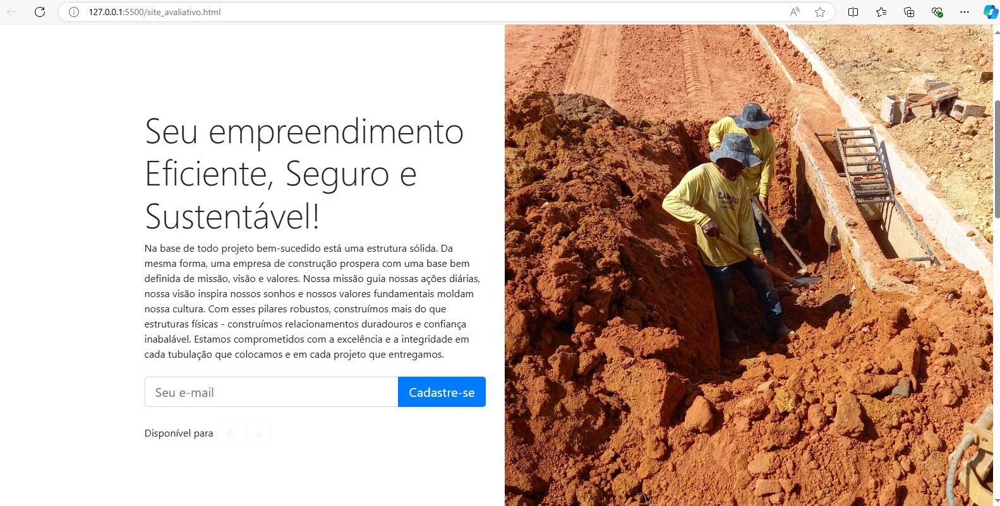 127.0.0.1:5500/site_avaliativo.html
Seu empreendimento
Eficiente, Seguro e
Sustentável!
Na base de todo projeto bem-sucedido está uma estrutura sólida. Da
mesma forma, uma empresa de construção prospera com uma base bem
definida de missão, visão e valores. Nossa missão guia nossas ações diárias,
nossa visão inspira nossos sonhos e nossos valores fundamentais moldam
nossa cultura. Com esses pilares robustos, construímos mais do que
estruturas físicas - construímos relacionamentos duradouros e confiança
inabalável. Estamos comprometidos com a excelência e a integridade em
cada tubulação que colocamos e em cada projeto que entregamos.
Seu e-mail
Cadastre-se
Disponível para